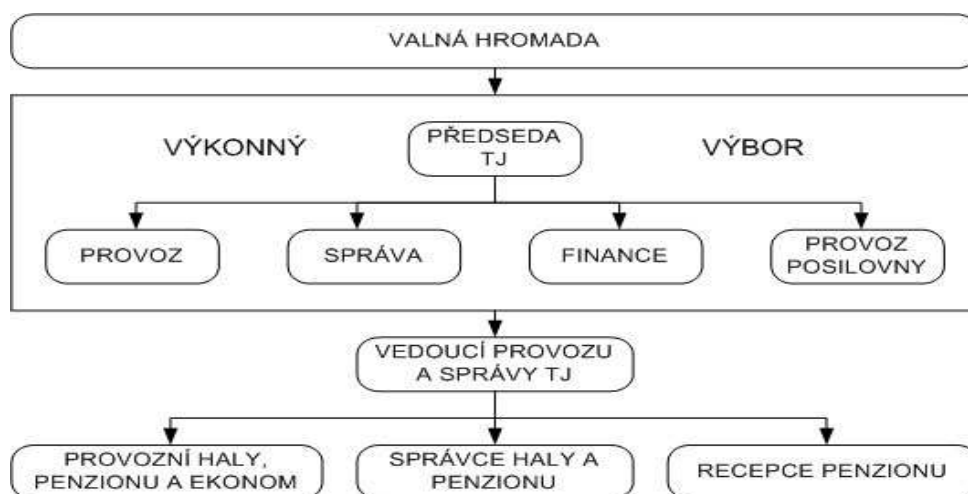 VALNÁ HROMADA
VÝKONNÝ
PŘEDSEDA
TJ
VÝBOR
PROVOZ
SPRÁVA
FINANCE
PROVOZ
POSILOVNY
VEDOUCÍ PROVOZU
A SPRÁVY TJ
PROVOZNÍ HALY,
PENZIONU A EKONOM
SPRÁVCE HALY A
PENZIONU
RECEPCE PENZIONU